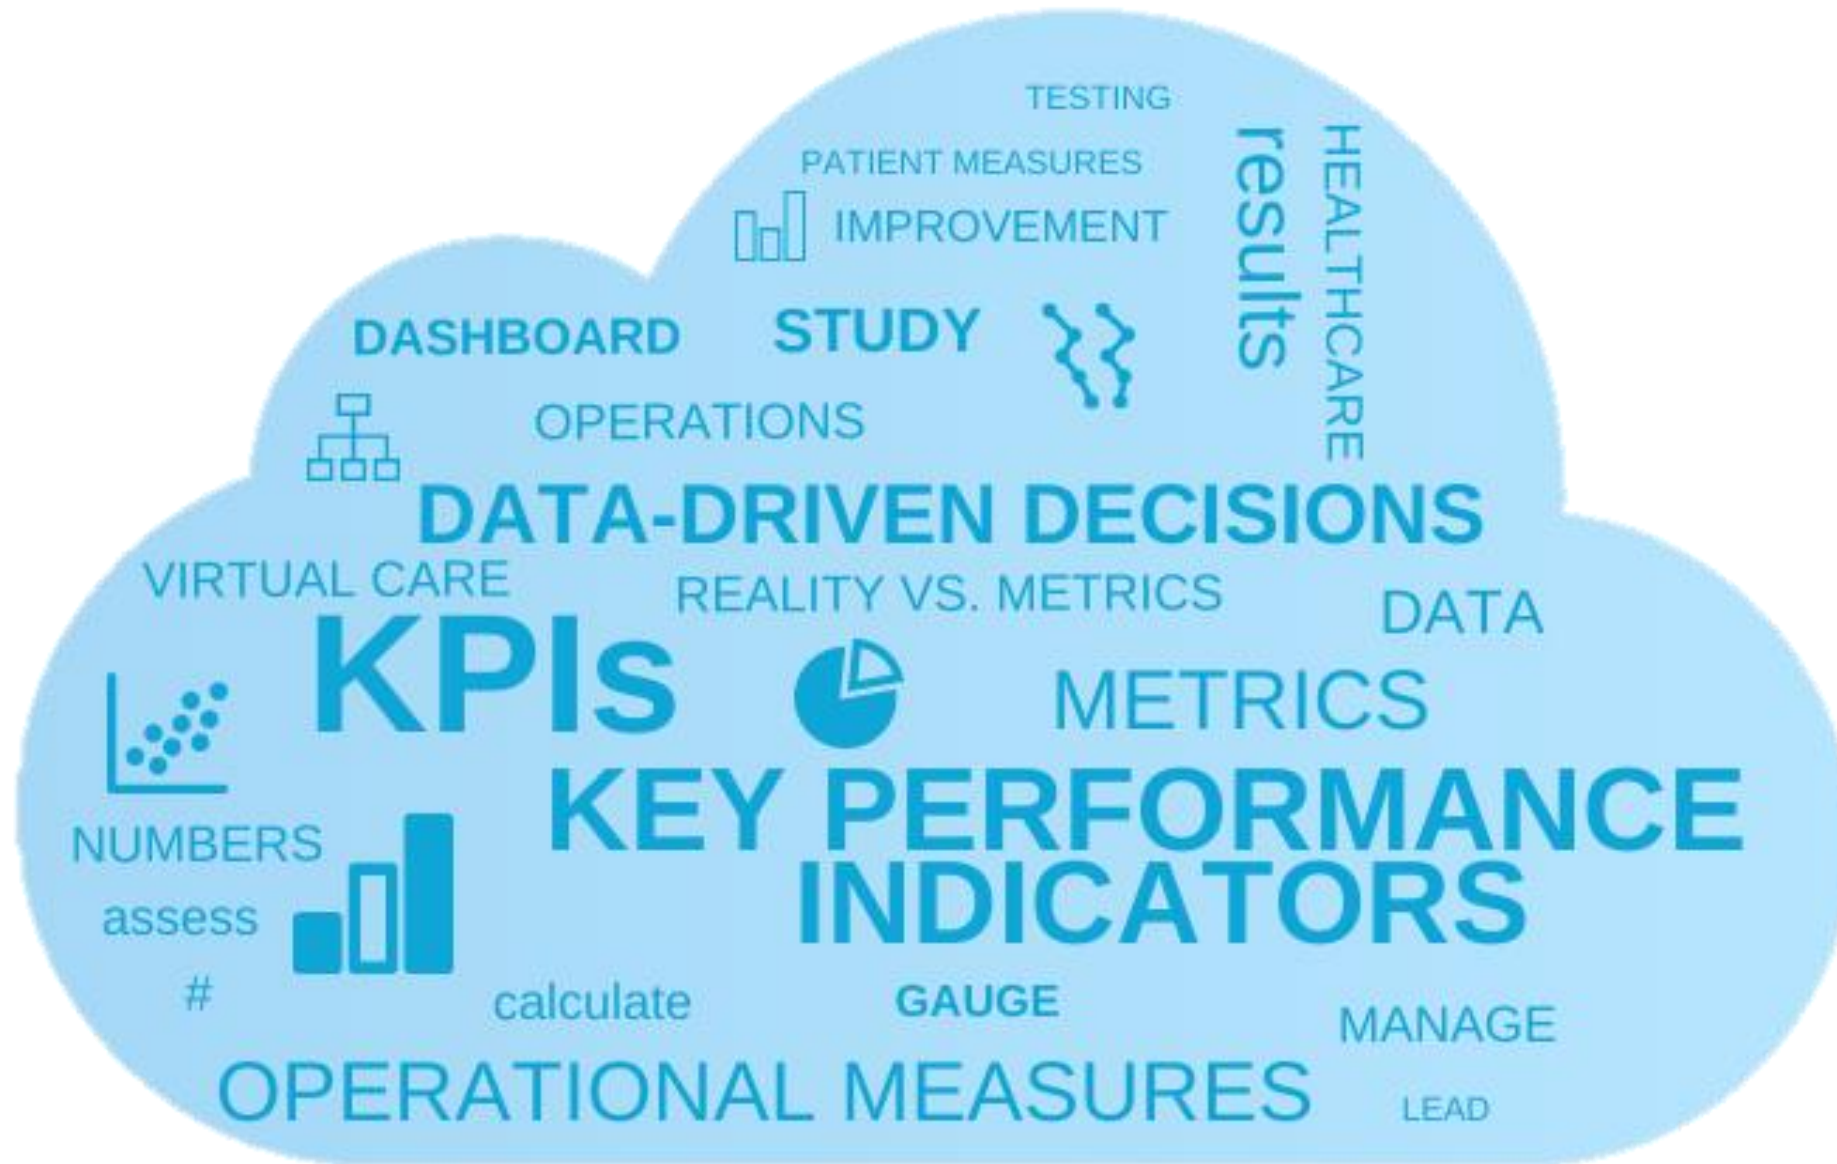 TESTING
PATIENT MEASURES
IMPROVEMENT
results
HEALTHCARE
DASHBOARD
STUDY
OPERATIONS
DATA-DRIVEN DECISIONS
VIRTUAL CARE
REALITY VS. METRICS
DATA
KPIs
METRICS
KEY PERFORMANCE
INDICATORS
NUMBERS
assess
#
calculate
GAUGE
MANAGE
OPERATIONAL MEASURES
LEAD